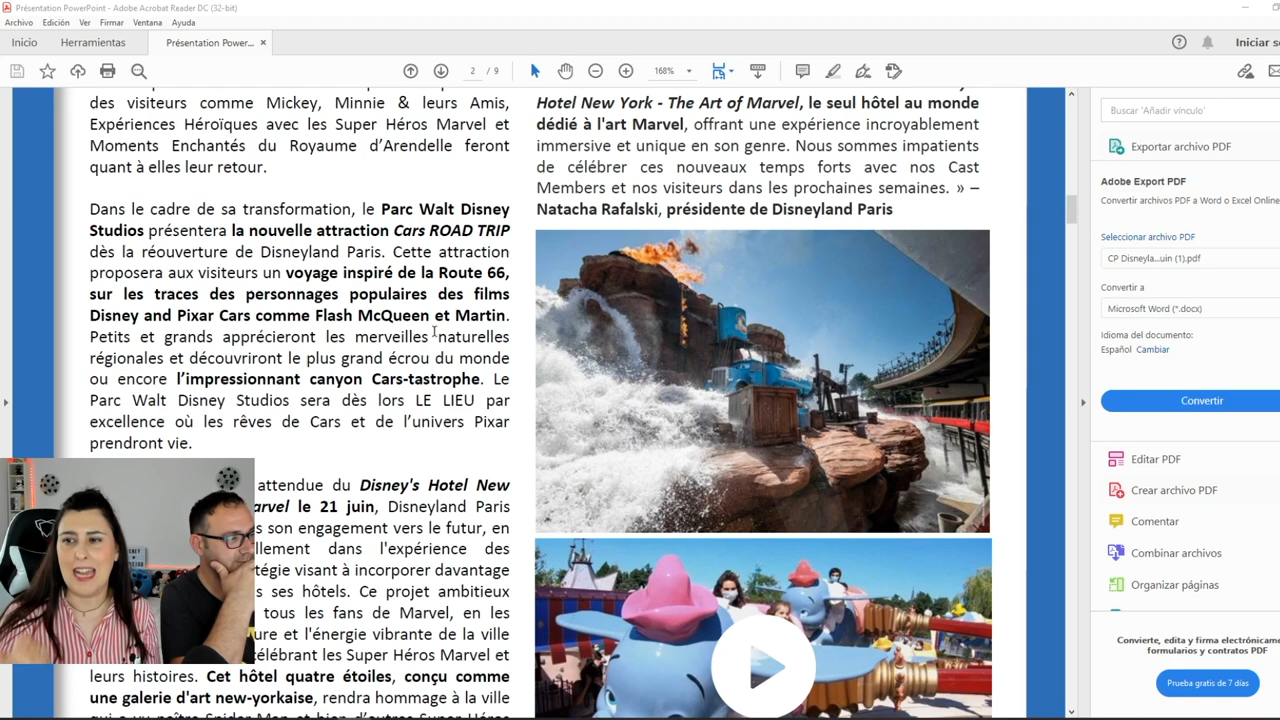 Présentation PowerPoint - Adobe Acrobat Reader DC (32-bit)
Archivo Edición Ver Firmar Ventana Ayuda
Inicio Herramientas Présentation Power... × Iniciar se
2 / 9 168%
des visiteurs comme Mickey, Minnie & leurs Amis,
Expériences Héroïques avec les Super Héros Marvel et
Moments Enchantés du Royaume d'Arendelle feront
quant à elles leur retour.
Dans le cadre de sa transformation, le Parc Walt Disney
Studios présentera la nouvelle attraction Cars ROAD TRIP
dès la réouverture de Disneyland Paris. Cette attraction
proposera aux visiteurs un voyage inspiré de la Route 66,
sur les traces des personnages populaires des films
Disney and Pixar Cars comme Flash McQueen et Martin.
Petits et grands apprécieront les merveilles naturelles
régionales et découvriront le plus grand écrou du monde
ou encore l'impressionnant canyon Cars-tastrophe. Le
Parc Walt Disney Studios sera dès lors LE LIEU par
excellence où les rêves de Cars et de l'univers Pixar
prendront vie.
attendue du Disney's Hotel New
arvel le 21 juin, Disneyland Paris
s son engagement vers le futur, en
llement dans l'expérience des
tégie visant à incorporer davantage
s ses hôtels. Ce projet ambitieux
tous les fans de Marvel, en les
ure et l'énergie vibrante de la ville
célébrant les Super Héros Marvel et
leurs histoires. Cet hôtel quatre étoiles, conçu comme
une galerie d'art new-yorkaise, rendra hommage à la ville
Hotel New York - The Art of Marvel, le seul hôtel au monde
dédié à l'art Marvel, offrant une expérience incroyablement
immersive et unique en son genre. Nous sommes impatients
de célébrer ces nouveaux temps forts avec nos Cast
Members et nos visiteurs dans les prochaines semaines. » –
Natacha Rafalski, présidente de Disneyland Paris
Buscar 'Añadir vínculo'
Exportar archivo PDF
Adobe Export PDF
Convertir archivos PDF a Word o Excel Online
Seleccionar archivo PDF
CP Disneyla...uin (1).pdf
Convertir a
Microsoft Word (*.docx)
Idioma del documento:
Español Cambiar
Convertir
Editar PDF
Crear archivo PDF
Comentar
Combinar archivos
Organizar páginas
Convierte, edita y firma electrónicame
formularios y contratos PDF
Prueba gratis de 7 días